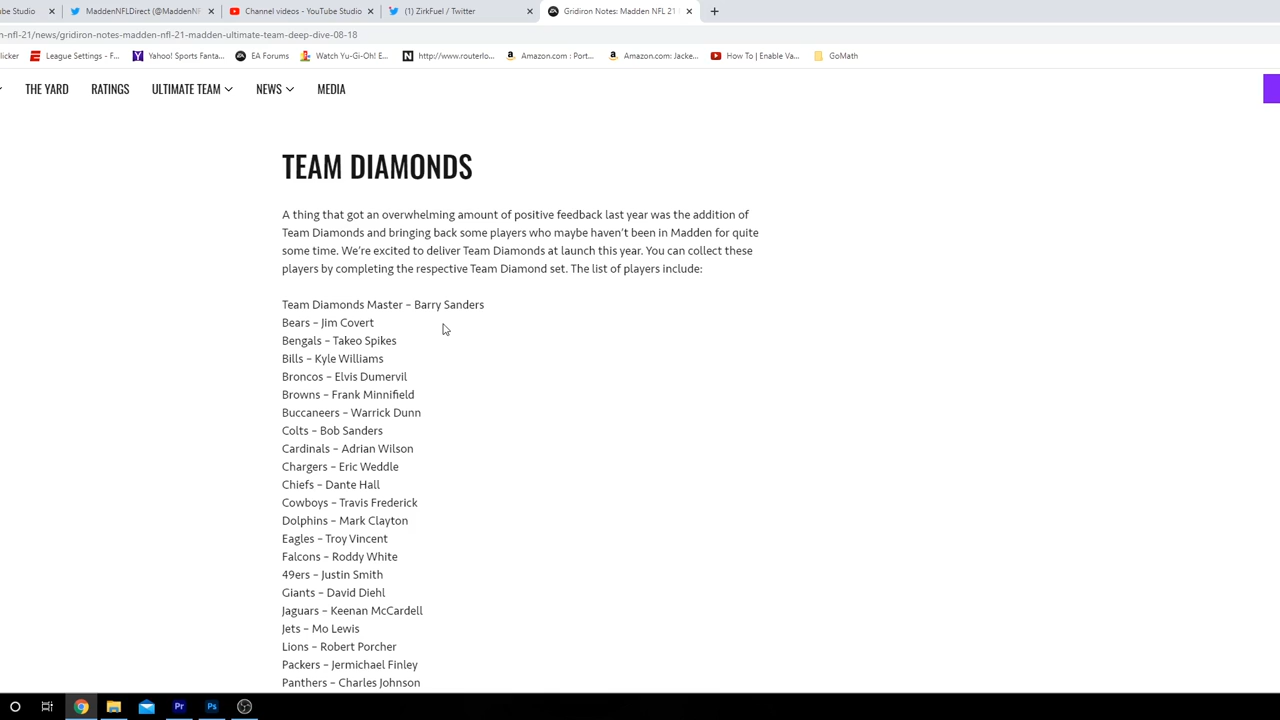 ube Studio
MaddenNFLDirect (@MaddenNF
Channel videos - YouTube Studio
(1) ZirkFuel / Twitter
Gridiron Notes: Madden NFL 21
n-nfl-21/news/gridiron-notes-madden-nfl-21-madden-ultimate-team-deep-dive-08-18
licker
League Settings - F...
Yahoo! Sports Fanta...
EA Forums
Watch Yu-Gi-Oh! E...
http://www.routerlo...
Amazon.com : Port...
Amazon.com: Jacke...
How To | Enable Va...
GoMath
THE YARD
RATINGS
ULTIMATE TEAM
NEWS
MEDIA
TEAM DIAMONDS
A thing that got an overwhelming amount of positive feedback last year was the addition of
Team Diamonds and bringing back some players who maybe haven't been in Madden for quite
some time. We're excited to deliver Team Diamonds at launch this year. You can collect these
players by completing the respective Team Diamond set. The list of players include:
Team Diamonds Master – Barry Sanders
Bears – Jim Covert
Bengals – Takeo Spikes
Bills – Kyle Williams
Broncos – Elvis Dumervil
Browns – Frank Minnifield
Buccaneers – Warrick Dunn
Colts – Bob Sanders
Cardinals – Adrian Wilson
Chargers – Eric Weddle
Chiefs – Dante Hall
Cowboys – Travis Frederick
Dolphins – Mark Clayton
Eagles – Troy Vincent
Falcons – Roddy White
49ers – Justin Smith
Giants – David Diehl
Jaguars – Keenan McCardell
Jets – Mo Lewis
Lions – Robert Porcher
Packers – Jermichael Finley
Panthers – Charles Johnson
Pr
Ps